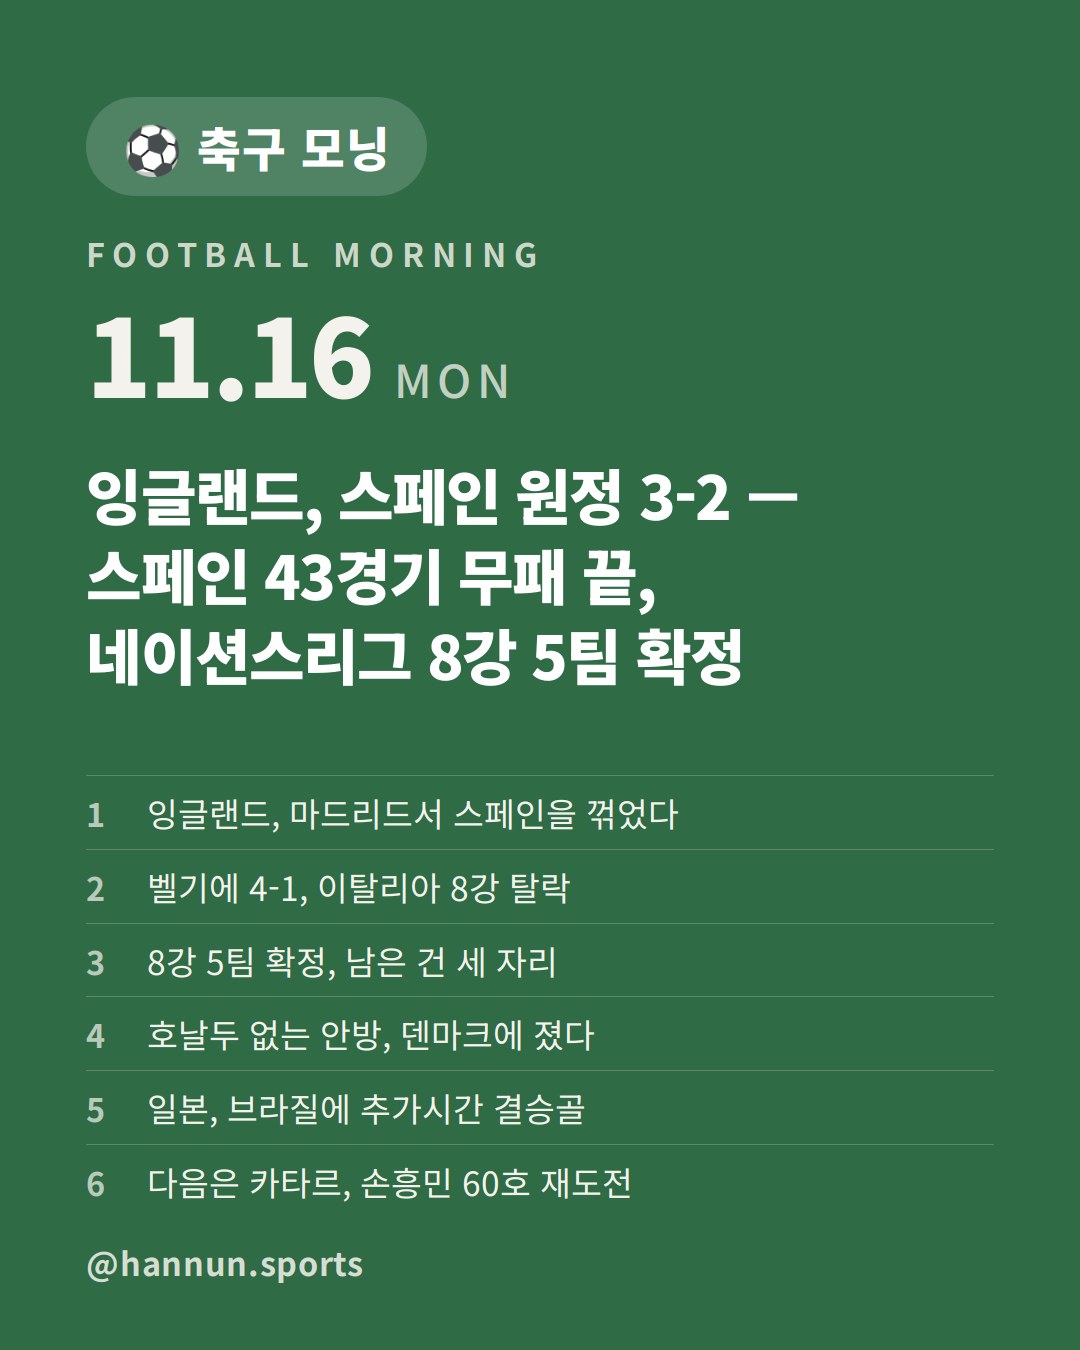 ⚽ 축구 모닝
FOOTBALL MORNING
11.16 MON
잉글랜드, 스페인 원정 3-2 —
스페인 43경기 무패 끝,
네이션스리그 8강 5팀 확정
1 잉글랜드, 마드리드서 스페인을 꺾었다
2 벨기에 4-1, 이탈리아 8강 탈락
3 8강 5팀 확정, 남은 건 세 자리
4 호날두 없는 안방, 덴마크에 졌다
5 일본, 브라질에 추가시간 결승골
6 다음은 카타르, 손흥민 60호 재도전
@hannun.sports